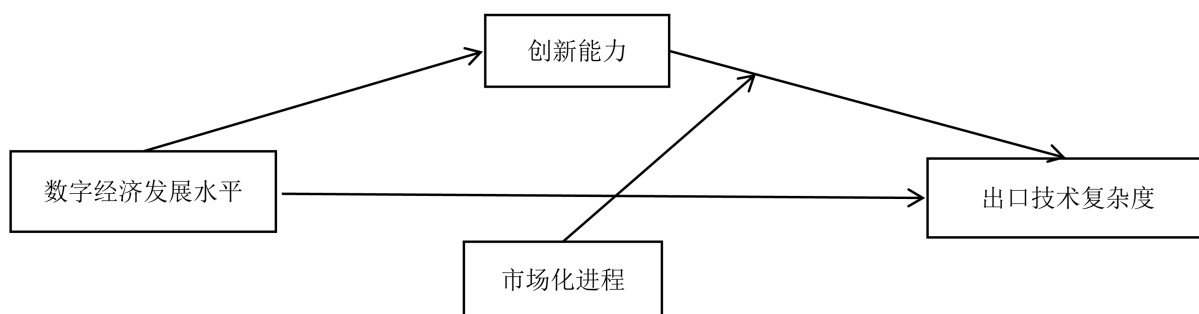 创新能力
数字经济发展水平
出口技术复杂度
市场化进程